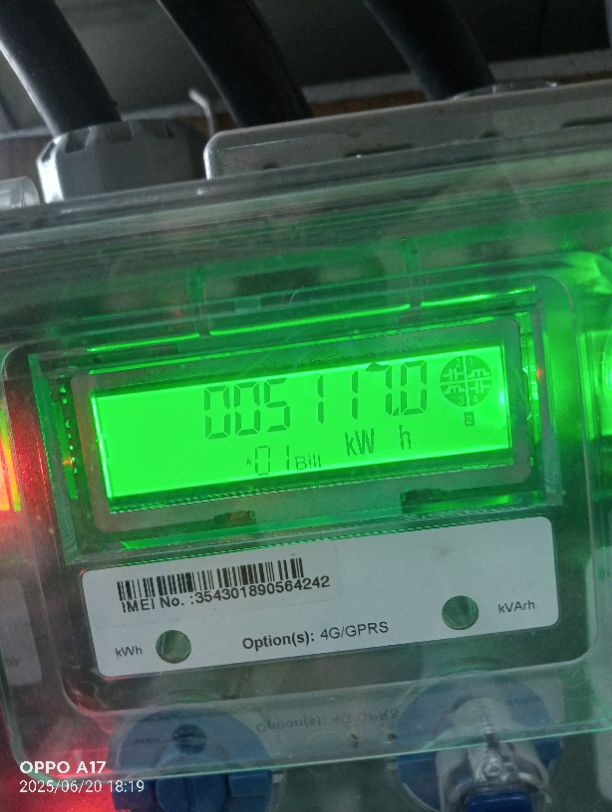 005117.0
kW h
01 Bill
2
IMEI No. :354301890564242
kWh
Option(s): 4G/GPRS
kVArh
OPPO A17
2025/06/20 18:19